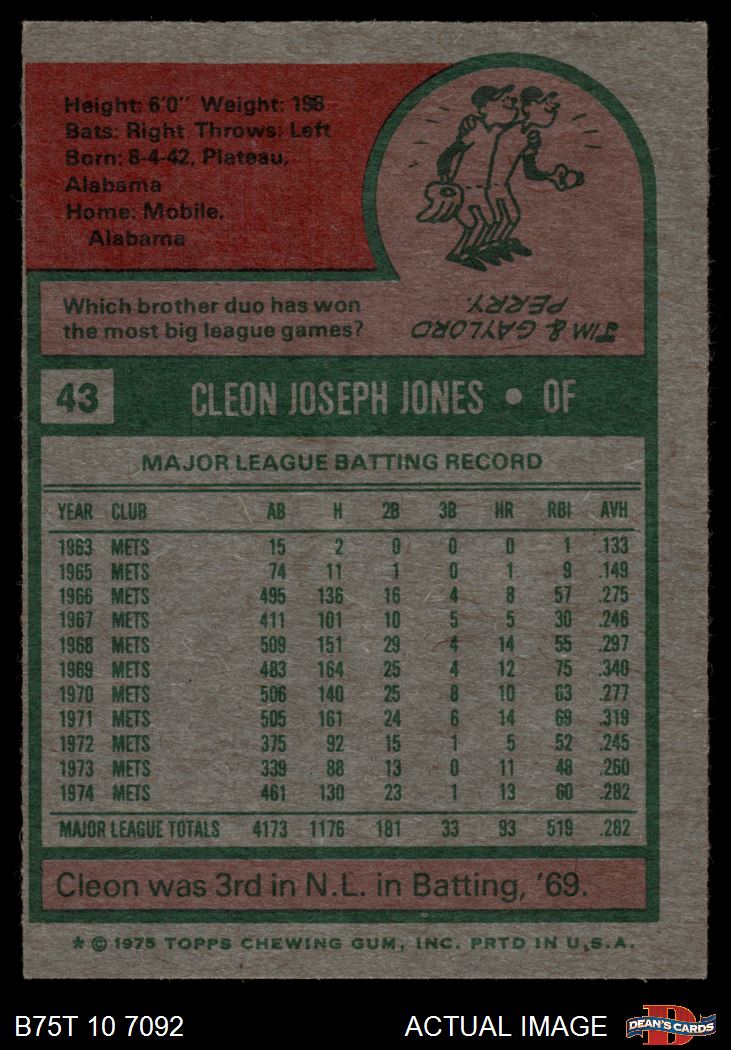 Height: 6'0" Weight: 198
Bats: Right Throws: Left
Born: 8-4-42, Plateau,
Alabama
Home: Mobile,
Alabama
Which brother duo has won
the most big league games?
JIM & GAYLORD
PERRY.
43 CLEON JOSEPH JONES • OF
MAJOR LEAGUE BATTING RECORD
YEAR CLUB AB H 2B 3B HR RBI AVH
1963 METS 15 2 0 0 0 1 .133
1965 METS 74 11 1 0 1 9 .149
1966 METS 495 136 16 4 8 57 .275
1967 METS 411 101 10 5 5 30 .246
1968 METS 509 151 29 4 14 55 .297
1969 METS 483 164 25 4 12 75 .340
1970 METS 506 140 25 8 10 63 .277
1971 METS 505 161 24 6 14 69 .319
1972 METS 375 92 15 1 5 52 .245
1973 METS 339 88 13 0 11 48 .260
1974 METS 461 130 23 1 13 60 .282
MAJOR LEAGUE TOTALS 4173 1176 181 33 93 519 .282
Cleon was 3rd in N.L. in Batting, '69.
* © 1975 TOPPS CHEWING GUM, INC. PRTD IN U.S.A.
B75T 10 7092 ACTUAL IMAGE
D
DEAN'S CARDS